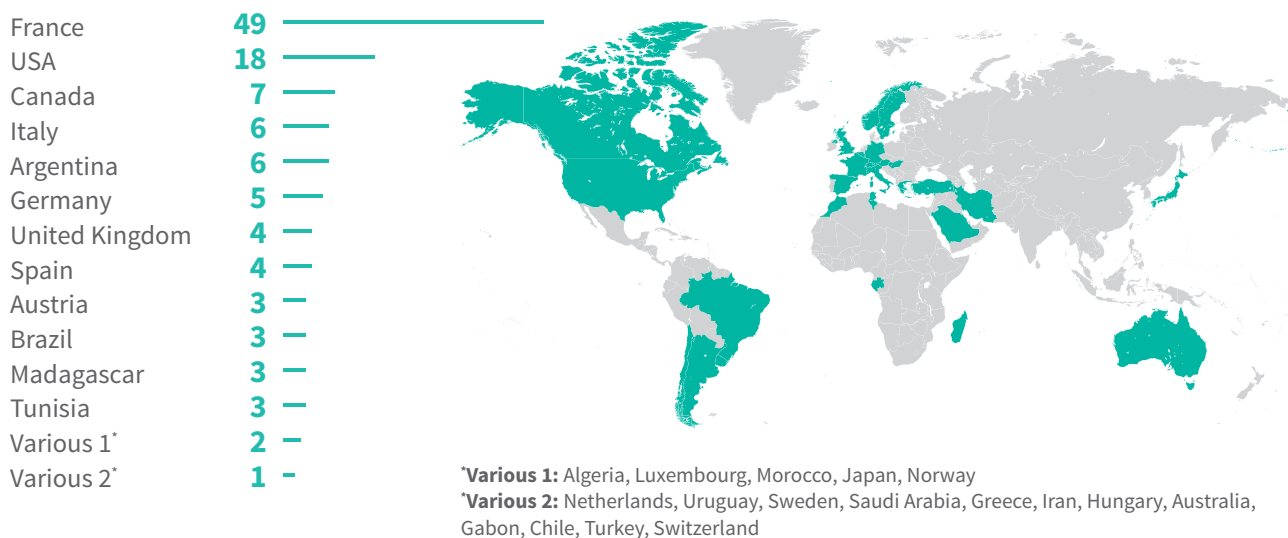 France 49
USA 18
Canada 7
Italy 6
Argentina 6
Germany 5
United Kingdom 4
Spain 4
Austria 3
Brazil 3
Madagascar 3
Tunisia 3
Various 1* 2
Various 2* 1
*Various 1: Algeria, Luxembourg, Morocco, Japan, Norway
*Various 2: Netherlands, Uruguay, Sweden, Saudi Arabia, Greece, Iran, Hungary, Australia,
Gabon, Chile, Turkey, Switzerland